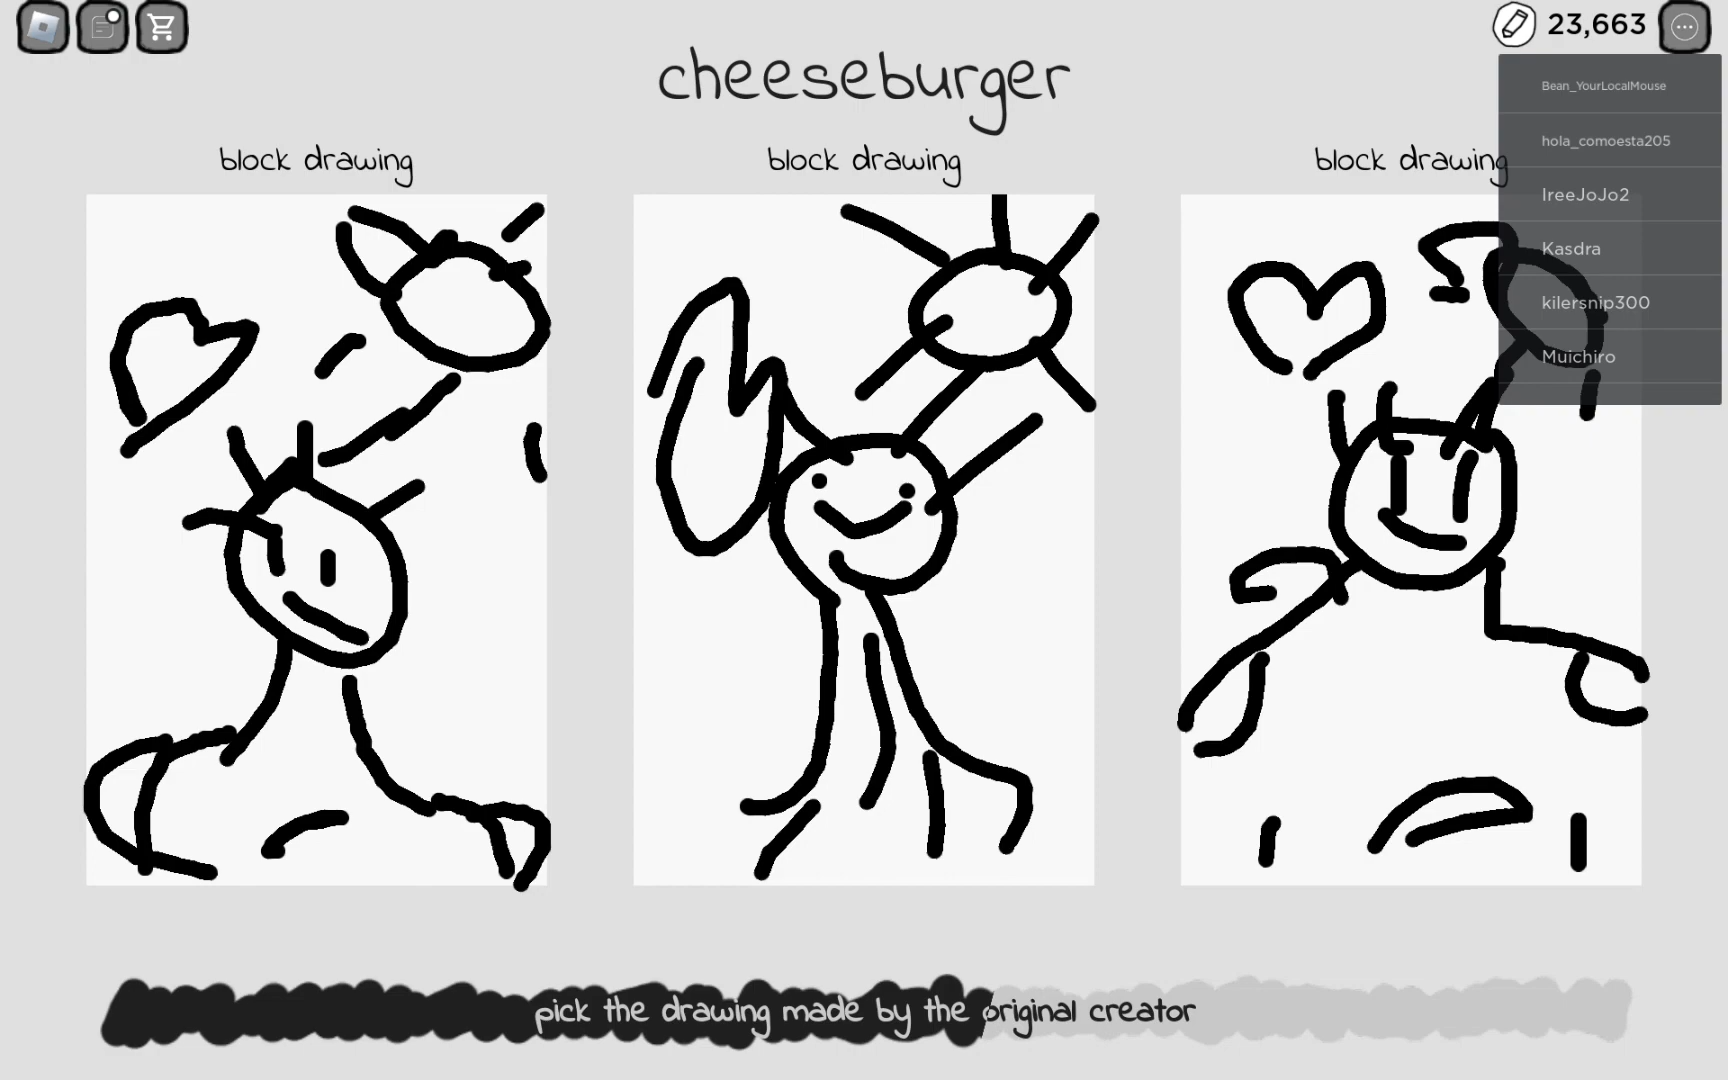 23,663
cheeseburger
Bean_YourLocalMouse
hola_comoesta205
IreeJoJo2
Kasdra
kilersnip300
Muichiro
block drawing
block drawing
block drawing
pick the drawing made by the original creator